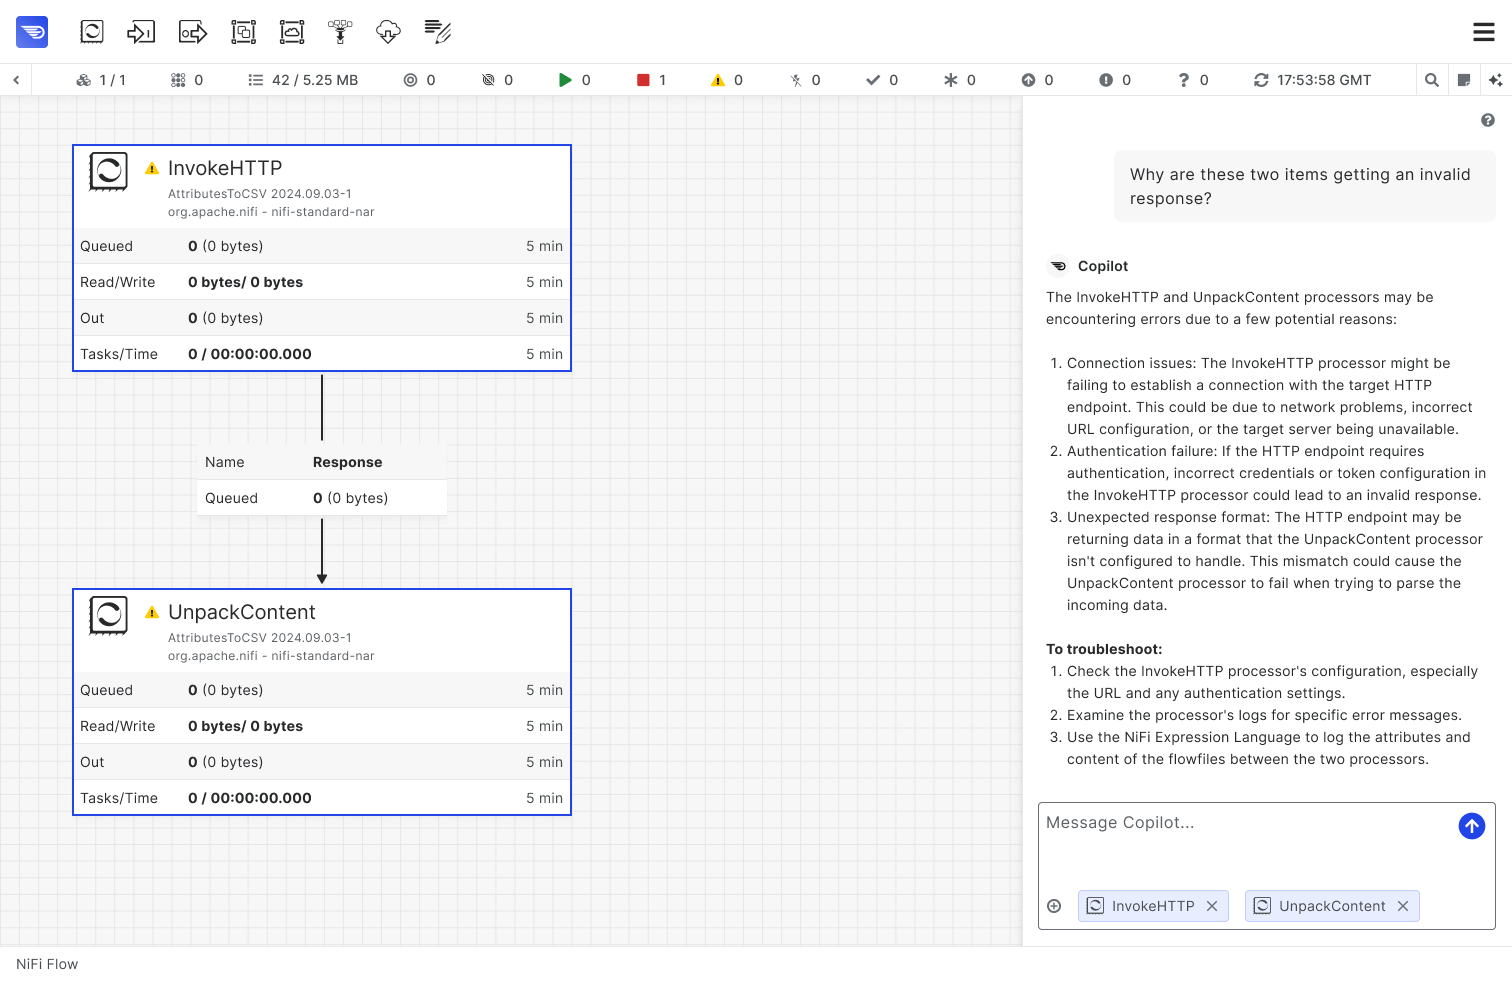 1 / 1
0
42 / 5.25 MB
0
0
0
1
0
0
0
0
0
0
0
17:53:58 GMT
InvokeHTTP
AttributesToCSV 2024.09.03-1
org.apache.nifi - nifi-standard-nar
Queued 0 (0 bytes) 5 min
Read/Write 0 bytes/ 0 bytes 5 min
Out 0 (0 bytes) 5 min
Tasks/Time 0 / 00:00:00.000 5 min
Name Response
Queued 0 (0 bytes)
UnpackContent
AttributesToCSV 2024.09.03-1
org.apache.nifi - nifi-standard-nar
Queued 0 (0 bytes) 5 min
Read/Write 0 bytes/ 0 bytes 5 min
Out 0 (0 bytes) 5 min
Tasks/Time 0 / 00:00:00.000 5 min
Why are these two items getting an invalid
response?
Copilot
The InvokeHTTP and UnpackContent processors may be
encountering errors due to a few potential reasons:
1. Connection issues: The InvokeHTTP processor might be
failing to establish a connection with the target HTTP
endpoint. This could be due to network problems, incorrect
URL configuration, or the target server being unavailable.
2. Authentication failure: If the HTTP endpoint requires
authentication, incorrect credentials or token configuration in
the InvokeHTTP processor could lead to an invalid response.
3. Unexpected response format: The HTTP endpoint may be
returning data in a format that the UnpackContent processor
isn't configured to handle. This mismatch could cause the
UnpackContent processor to fail when trying to parse the
incoming data.
To troubleshoot:
1. Check the InvokeHTTP processor's configuration, especially
the URL and any authentication settings.
2. Examine the processor's logs for specific error messages.
3. Use the NiFi Expression Language to log the attributes and
content of the flowfiles between the two processors.
Message Copilot...
InvokeHTTP
UnpackContent
NiFi Flow